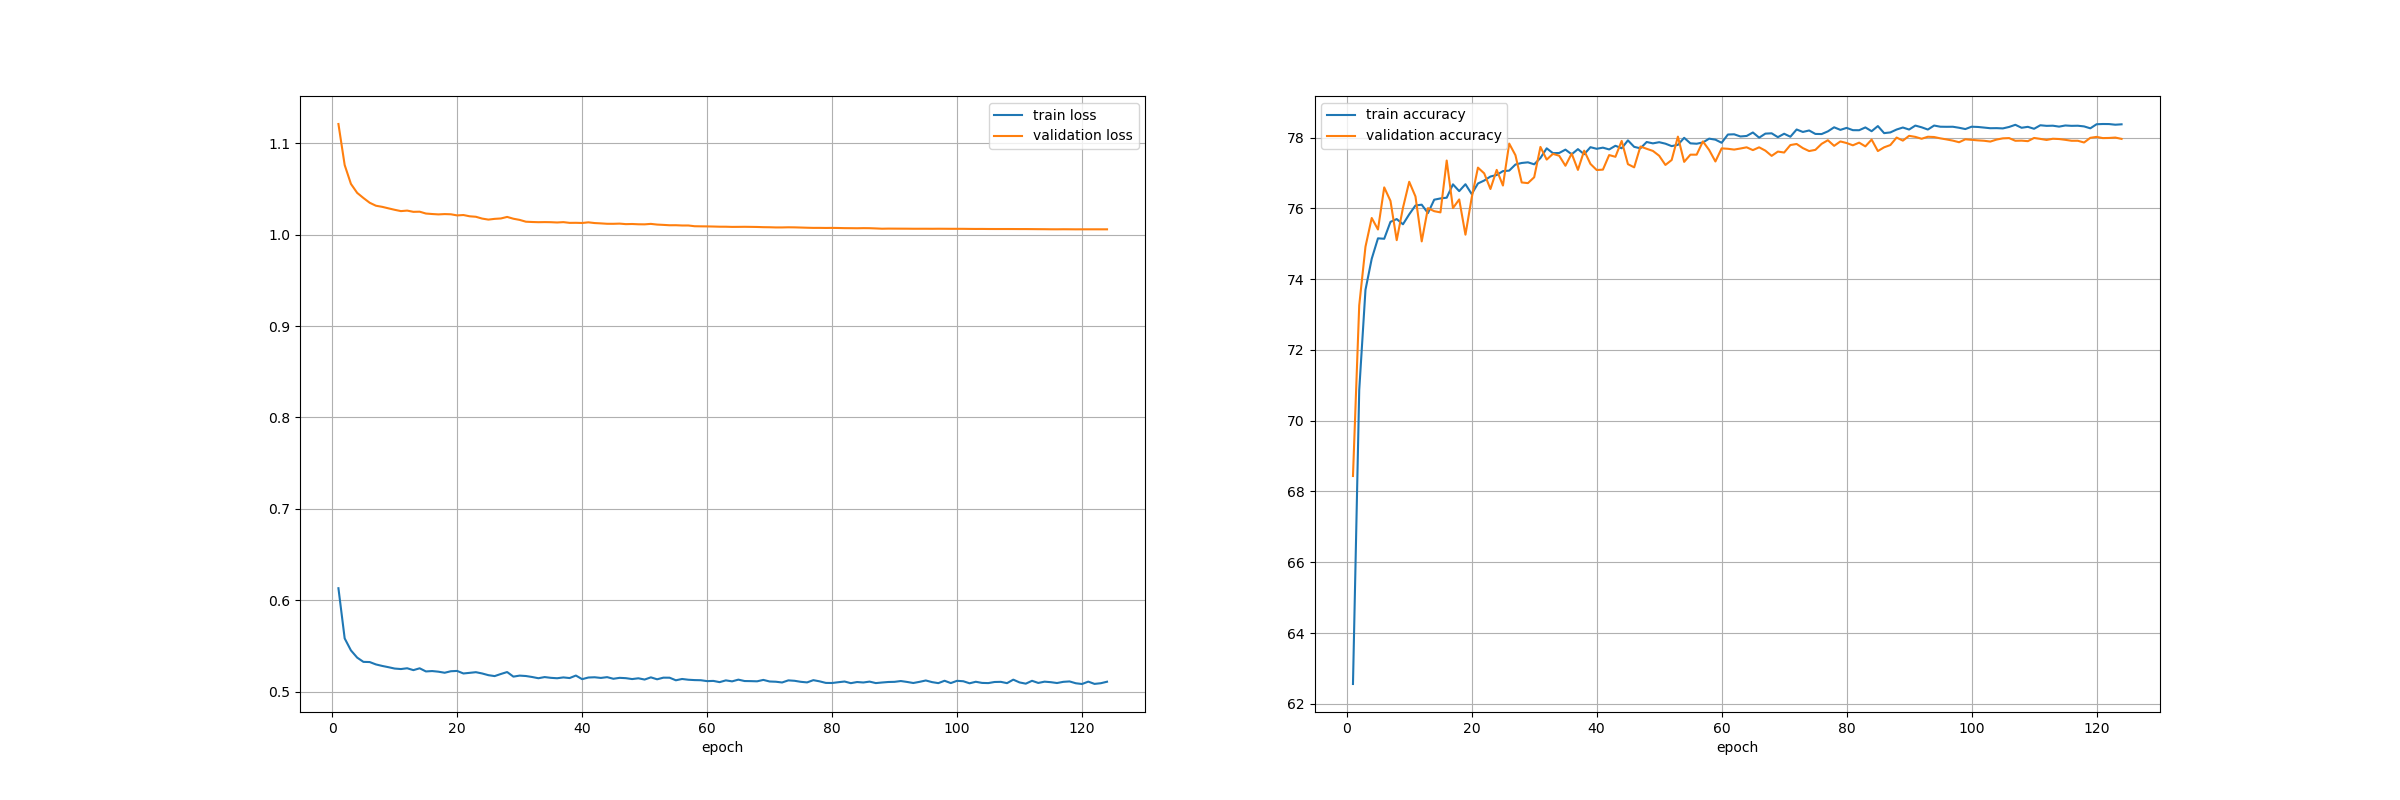 train loss
validation loss
1.1
1.0
0.9
0.8
0.7
0.6
0.5
0 20 40 60 80 100 120
epoch
train accuracy
validation accuracy
78
76
74
72
70
68
66
64
62
0 20 40 60 80 100 120
epoch